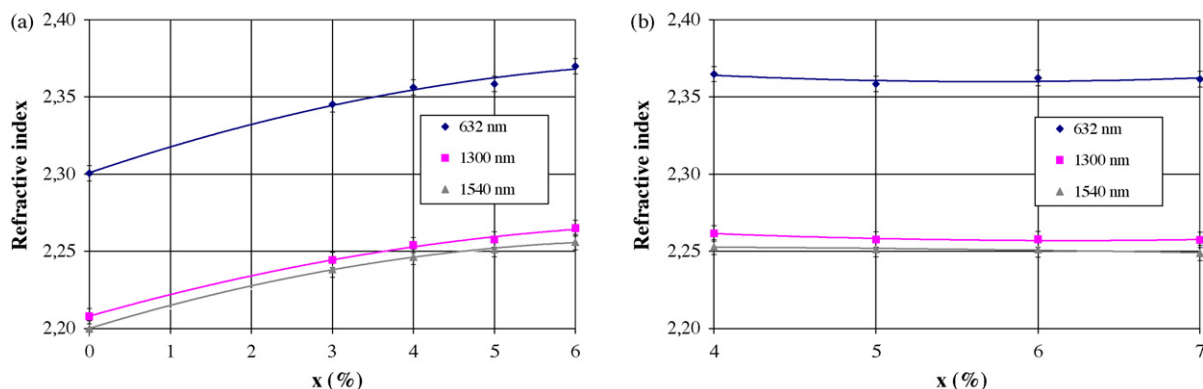 (a)
2,40
2,35
2,30
2,25
2,20
Refractive index
632 nm
1300 nm
1540 nm
0 1 2 3 4 5 6
x (%)
(b)
2,40
2,35
2,30
2,25
2,20
Refractive index
632 nm
1300 nm
1540 nm
4 5 6 7
x (%)